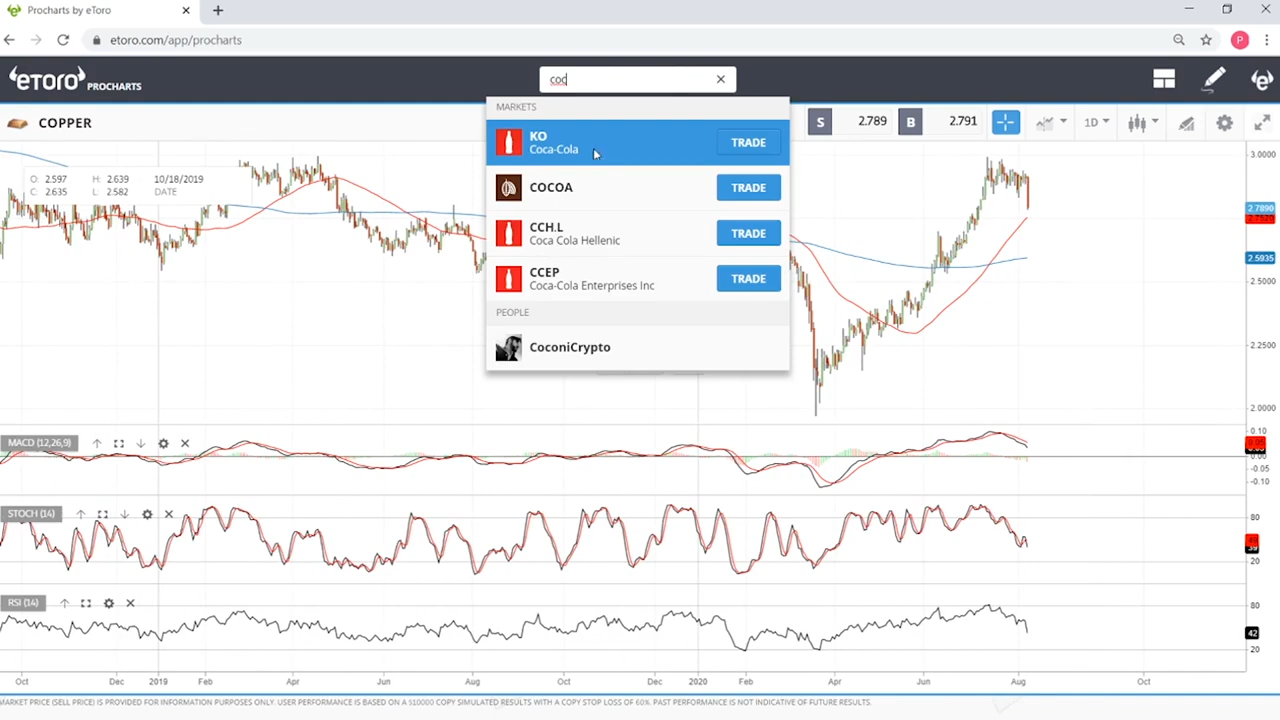 Procharts by eToro
etoro.com/app/procharts
P
eToro PROCHARTS
coc
COPPER
S 2.789 B 2.791
1D
MARKETS
KO
Coca-Cola
TRADE
COCOA
TRADE
CCH.L
Coca Cola Hellenic
TRADE
CCEP
Coca-Cola Enterprises Inc
TRADE
PEOPLE
CoconiCrypto
O: 2.597 H: 2.639 10/18/2019
C: 2.635 L: 2.582 DATE
3.0000
2.7890
2.5935
2.5000
2.2500
2.0000
MACD (12,26,9)
0.10
0.00
-0.05
-0.10
STOCH (14)
80
20
RSI (14)
80
42
20
Oct Dec 2019 Feb Apr Jun Aug Oct Dec 2020 Feb Apr Jun Aug Oct
MARKET PRICE (SELL PRICE) IS PROVIDED FOR INFORMATION PURPOSES ONLY. USER PERFORMANCE IS BASED ON A $10000 COPY SIMULATED RESULTS WITH A COPY STOP LOSS OF 60%. PAST PERFORMANCE IS NOT INDICATIVE OF FUTURE RESULTS.